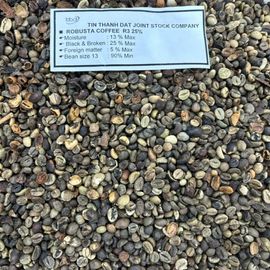 TIN THANH DAT JOINT STOCK COMPANY
ROBUSTA COFFEE R3 25%
Moisture : 13 % Max
Black & Broken : 25 % Max
Foreign matter : 5 % Max
Bean size 13 : 90% Min